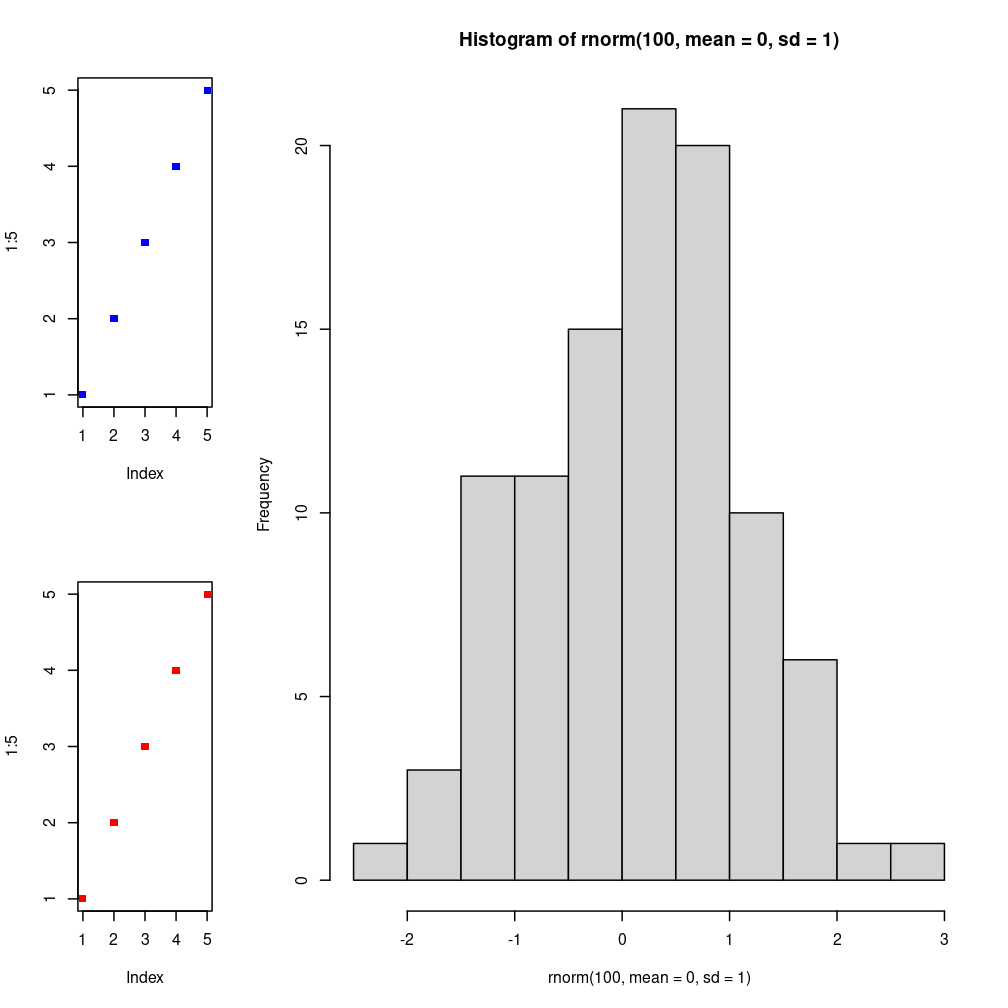 1:5
5
4
3
2
1
1 2 3 4 5
Index
1:5
5
4
3
2
1
1 2 3 4 5
Index
Histogram of rnorm(100, mean = 0, sd = 1)
Frequency
20
15
10
5
0
-2 -1 0 1 2 3
rnorm(100, mean = 0, sd = 1)